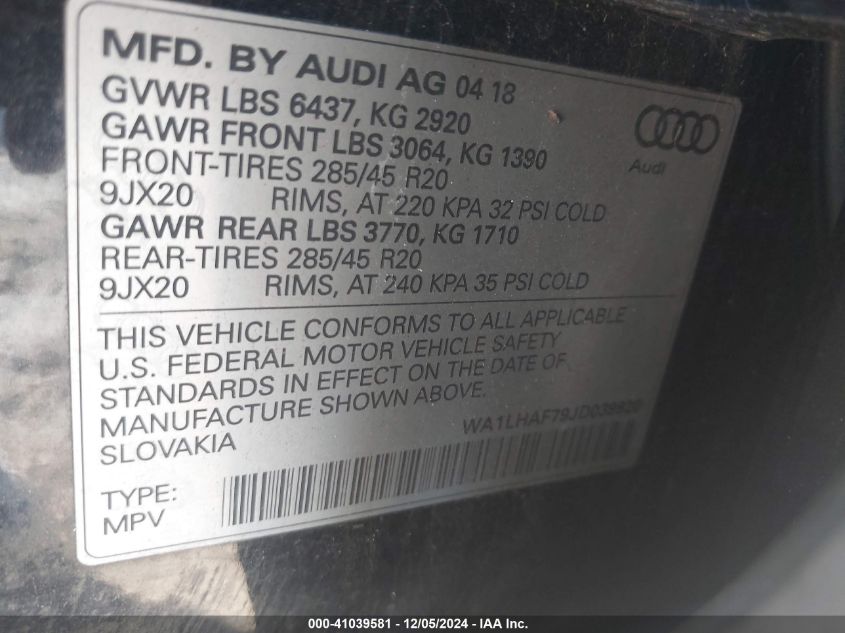 MFD. BY AUDI AG 04 18
GVWR LBS 6437, KG 2920
GAWR FRONT LBS 3064, KG 1390
FRONT-TIRES 285/45 R20
9JX20 RIMS, AT 220 KPA 32 PSI COLD
GAWR REAR LBS 3770, KG 1710
REAR-TIRES 285/45 R20
9JX20 RIMS, AT 240 KPA 35 PSI COLD
Audi
THIS VEHICLE CONFORMS TO ALL APPLICABLE
U.S. FEDERAL MOTOR VEHICLE SAFETY
STANDARDS IN EFFECT ON THE DATE OF
MANUFACTURE SHOWN ABOVE.
SLOVAKIA
TYPE:
MPV
000-41039581 - 12/05/2024 - IAA Inc.